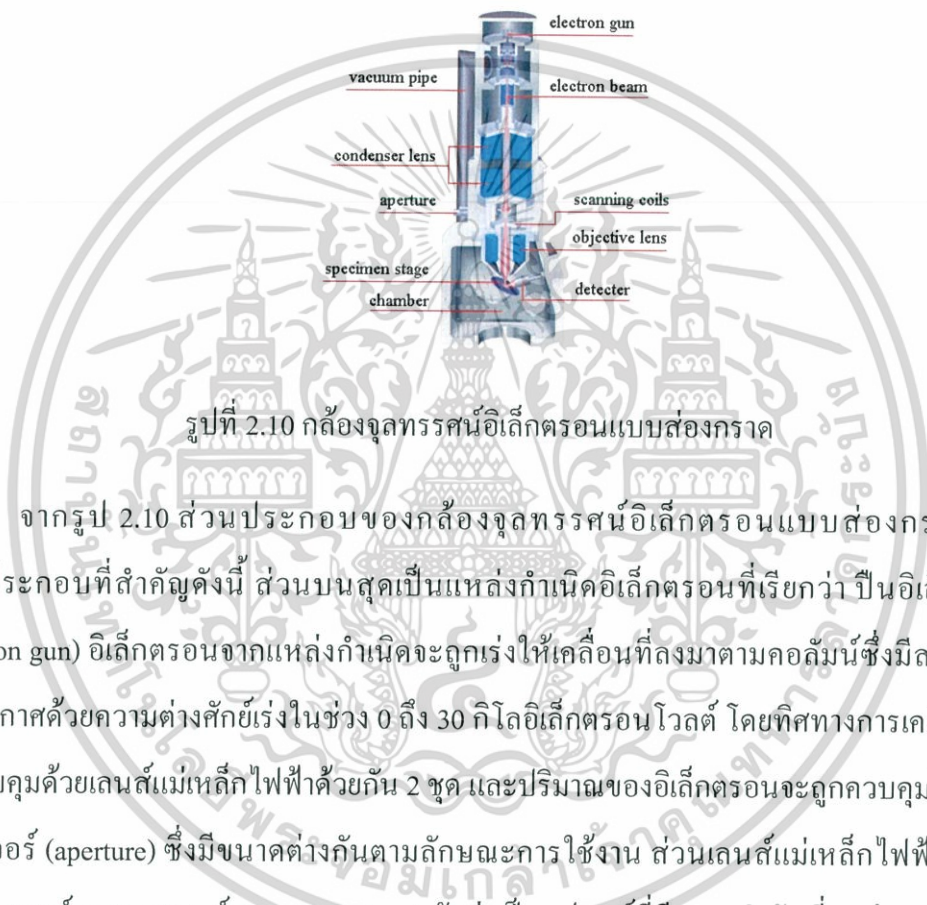 electron gun
vacuum pipe
electron beam
condenser lens
aperture
scanning coils
objective lens
specimen stage
detecter
chamber
รูปที่ 2.10 กล้องจุลทรรศน์อิเล็กตรอนแบบส่องกราด
จากรูป 2.10 ส่วนประกอบของกล้องจุลทรรศน์อิเล็กตรอนแบบส่องกร
ระกอบที่สำคัญดังนี้ ส่วนบนสุดเป็นแหล่งกำเนิดอิเล็กตรอนที่เรียกว่า ปืนอิเล
on gun) อิเล็กตรอนจากแหล่งกำเนิดจะถูกเร่งให้เคลื่อนที่ลงมาตามคอลัมน์ซึ่งมีส
กาศด้วยความต่างศักย์เร่งในช่วง 0 ถึง 30 กิโลอิเล็กตรอนโวลต์ โดยทิศทางการเค
บคุมด้วยเลนส์แม่เหล็กไฟฟ้าด้วยกัน 2 ชุด และปริมาณของอิเล็กตรอนจะถูกควบคุม
จอร์ (aperture) ซึ่งมีขนาดต่างกันตามลักษณะการใช้งาน ส่วนเลนส์แม่เหล็กไฟฟ้